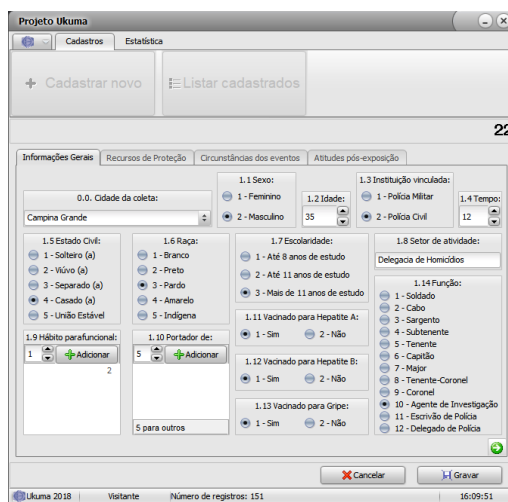 Projeto Ukuma
Cadastros Estatística
Cadastrar novo Listar cadastrados
22
Informações Gerais Recursos de Proteção Circunstâncias dos eventos Atitudes pós-exposição
0.0. Cidade da coleta:
Campina Grande
1.1 Sexo:
1 - Feminino
2 - Masculino
1.2 Idade:
35
1.3 Instituição vinculada:
1 - Polícia Militar
2 - Polícia Civil
1.4 Tempo:
12
1.5 Estado Civil:
1 - Solteiro (a)
2 - Viúvo (a)
3 - Separado (a)
4 - Casado (a)
5 - União Estável
1.6 Raça:
1 - Branco
2 - Preto
3 - Pardo
4 - Amarelo
5 - Indígena
1.7 Escolaridade:
1 - Até 8 anos de estudo
2 - Até 11 anos de estudo
3 - Mais de 11 anos de estudo
1.8 Setor de atividade:
Delegacia de Homicídios
1.9 Hábito parafuncional:
1 Adicionar
2
1.10 Portador de:
5 Adicionar
5 para outros
1.11 Vacinado para Hepatite A:
1 - Sim 2 - Não
1.12 Vacinado para Hepatite B:
1 - Sim 2 - Não
1.13 Vacinado para Gripe:
1 - Sim 2 - Não
1.14 Função:
1 - Soldado
2 - Cabo
3 - Sargento
4 - Subtenente
5 - Tenente
6 - Capitão
7 - Major
8 - Tenente-Coronel
9 - Coronel
10 - Agente de Investigação
11 - Escrivão de Polícia
12 - Delegado de Polícia
Cancelar Gravar
Ukuma 2018 Visitante Número de registros: 151 16:09:51